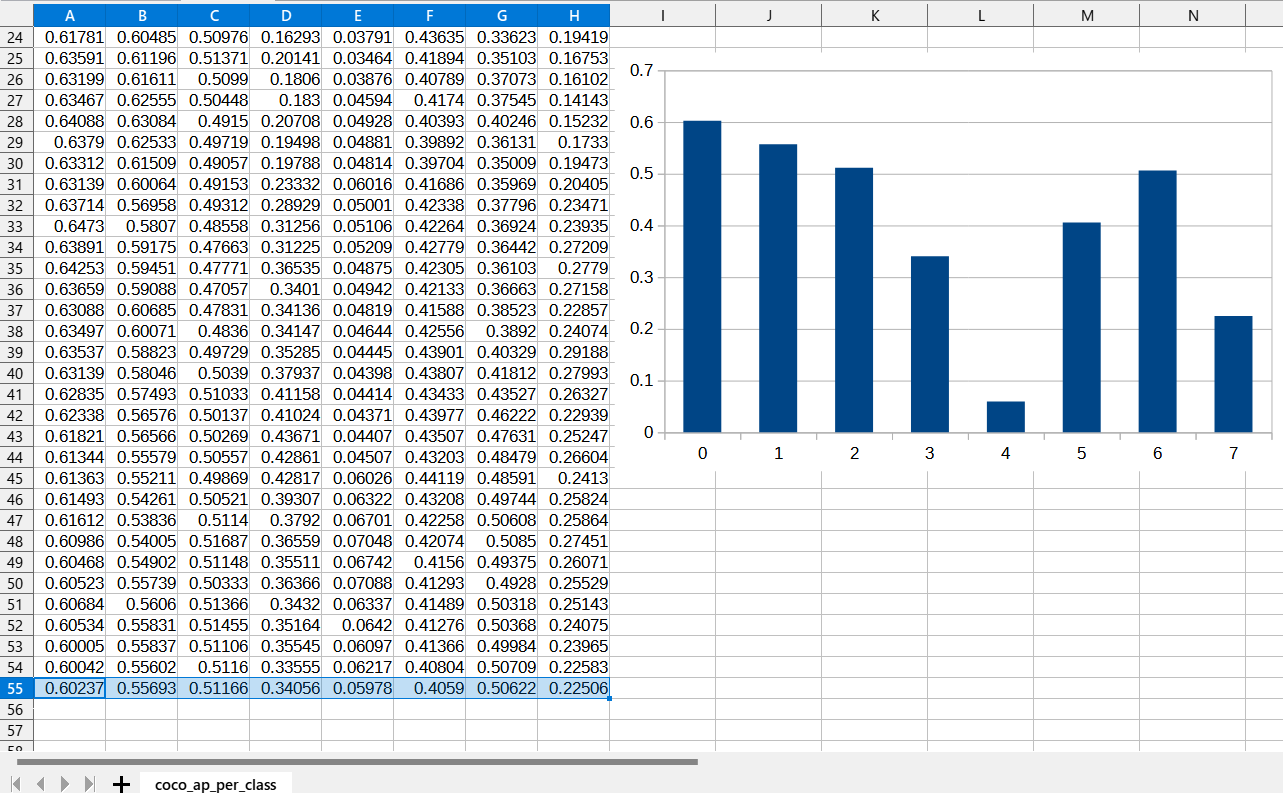 A B C D E F G H I J K L M N
24 0.61781 0.60485 0.50976 0.16293 0.03791 0.43635 0.33623 0.19419
25 0.63591 0.61196 0.51371 0.20141 0.03464 0.41894 0.35103 0.16753
26 0.63199 0.61611 0.5099 0.1806 0.03876 0.40789 0.37073 0.16102
27 0.63467 0.62555 0.50448 0.183 0.04594 0.4174 0.37545 0.14143
28 0.64088 0.63084 0.4915 0.20708 0.04928 0.40393 0.40246 0.15232
29 0.6379 0.62533 0.49719 0.19498 0.04881 0.39892 0.36131 0.1733
30 0.63312 0.61509 0.49057 0.19788 0.04814 0.39704 0.35009 0.19473
31 0.63139 0.60064 0.49153 0.23332 0.06016 0.41686 0.35969 0.20405
32 0.63714 0.56958 0.49312 0.28929 0.05001 0.42338 0.37796 0.23471
33 0.6473 0.5807 0.48558 0.31256 0.05106 0.42264 0.36924 0.23935
34 0.63891 0.59175 0.47663 0.31225 0.05209 0.42779 0.36442 0.27209
35 0.64253 0.59451 0.47771 0.36535 0.04875 0.42305 0.36103 0.2779
36 0.63659 0.59088 0.47057 0.3401 0.04942 0.42133 0.36663 0.27158
37 0.63088 0.60685 0.47831 0.34136 0.04819 0.41588 0.38523 0.22857
38 0.63497 0.60071 0.4836 0.34147 0.04644 0.42556 0.3892 0.24074
39 0.63537 0.58823 0.49729 0.35285 0.04445 0.43901 0.40329 0.29188
40 0.63139 0.58046 0.5039 0.37937 0.04398 0.43807 0.41812 0.27993
41 0.62835 0.57493 0.51033 0.41158 0.04414 0.43433 0.43527 0.26327
42 0.62338 0.56576 0.50137 0.41024 0.04371 0.43977 0.46222 0.22939
43 0.61821 0.56566 0.50269 0.43671 0.04407 0.43507 0.47631 0.25247
44 0.61344 0.55579 0.50557 0.42861 0.04507 0.43203 0.48479 0.26604
45 0.61363 0.55211 0.49869 0.42817 0.06026 0.44119 0.48591 0.2413
46 0.61493 0.54261 0.50521 0.39307 0.06322 0.43208 0.49744 0.25824
47 0.61612 0.53836 0.5114 0.3792 0.06701 0.42258 0.50608 0.25864
48 0.60986 0.54005 0.51687 0.36559 0.07048 0.42074 0.5085 0.27451
49 0.60468 0.54902 0.51148 0.35511 0.06742 0.4156 0.49375 0.26071
50 0.60523 0.55739 0.50333 0.36366 0.07088 0.41293 0.4928 0.25529
51 0.60684 0.5606 0.51366 0.3432 0.06337 0.41489 0.50318 0.25143
52 0.60534 0.55831 0.51455 0.35164 0.0642 0.41276 0.50368 0.24075
53 0.60005 0.55837 0.51106 0.35545 0.06097 0.41366 0.49984 0.23965
54 0.60042 0.55602 0.5116 0.33555 0.06217 0.40804 0.50709 0.22583
55 0.60237 0.55693 0.51166 0.34056 0.05978 0.4059 0.50622 0.22506
56
57
58
0.7
0.6
0.5
0.4
0.3
0.2
0.1
0
0 1 2 3 4 5 6 7
coco_ap_per_class